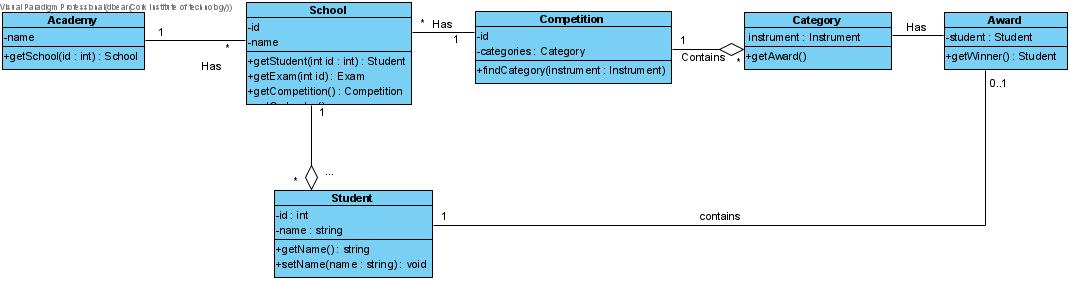 Visual Paradigm Professional(dbear(Cork Institute of technology))
Academy
-name
+getSchool(id : int) : School
1
*
Has
School
-id
-name
+getStudent(int id : int) : Student
+getExam(int id) : Exam
+getCompetition() : Competition
* Has
1
Competition
-id
-categories : Category
+findCategory(instrument : Instrument)
1
Contains
*
Category
instrument : Instrument
+getAward()
Has
Award
-student : Student
+getWinner() : Student
0..1
1
*
...
Student
-id : int
-name : string
+getName() : string
+setName(name : string) : void
1
contains